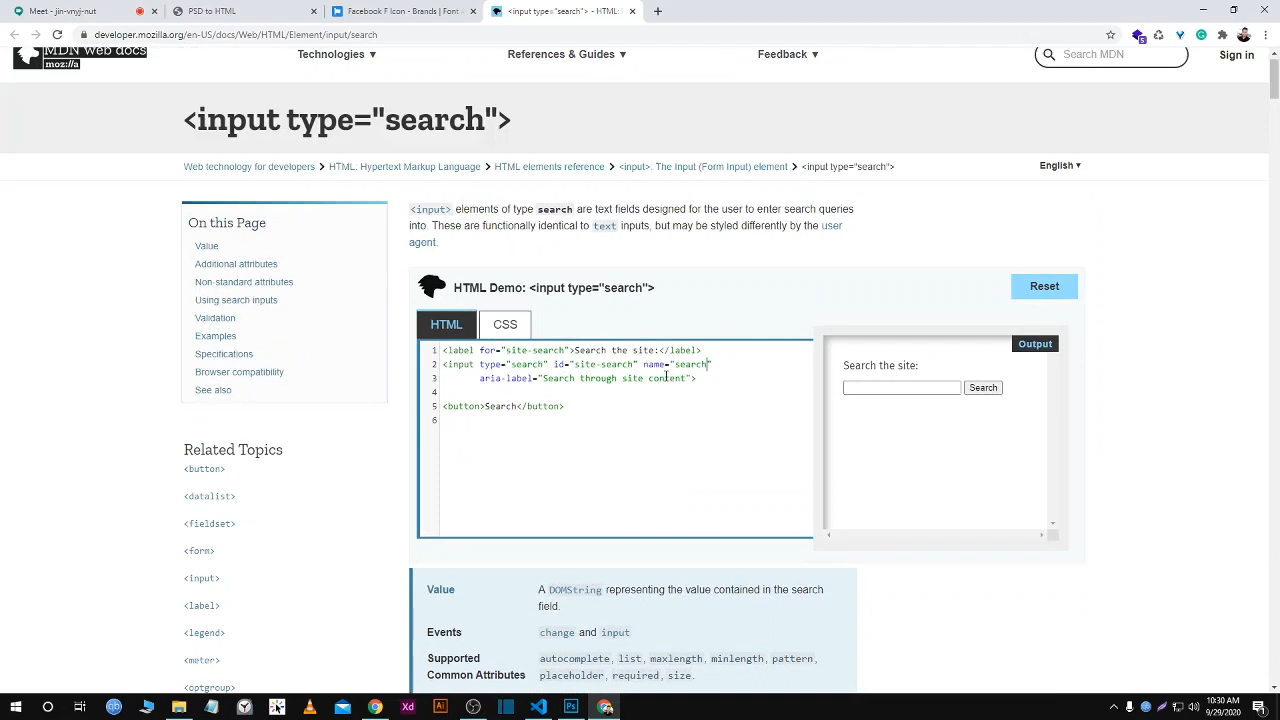 Meet - jin-vnyj-nut
PSD to HTML
Facebook F Icon - Brands | Font
<input type="search"> - HTML:
developer.mozilla.org/en-US/docs/Web/HTML/Element/input/search
MDN web docs
moz://a
Technologies ▼
References & Guides ▼
Feedback ▼
Search MDN
Sign in
<input type="search">
Web technology for developers > HTML: Hypertext Markup Language > HTML elements reference > <input>: The Input (Form Input) element > <input type="search">
English ▼
On this Page
Value
Additional attributes
Non-standard attributes
Using search inputs
Validation
Examples
Specifications
Browser compatibility
See also
Related Topics
<button>
<datalist>
<fieldset>
<form>
<input>
<label>
<legend>
<meter>
<optgroup>
<input> elements of type search are text fields designed for the user to enter search queries
into. These are functionally identical to text inputs, but may be styled differently by the user
agent.
HTML Demo: <input type="search">
Reset
HTML
CSS
1 <label for="site-search">Search the site:</label>
2 <input type="search" id="site-search" name="search"
3 aria-label="Search through site content">
4
5 <button>Search</button>
6
Output
Search the site:
Search
Value
A DOMString representing the value contained in the search
field.
Events
change and input
Supported
Common Attributes
autocomplete, list, maxlength, minlength, pattern,
placeholder, required, size.
Xd
Ai
Ps
10:30 AM
9/29/2020